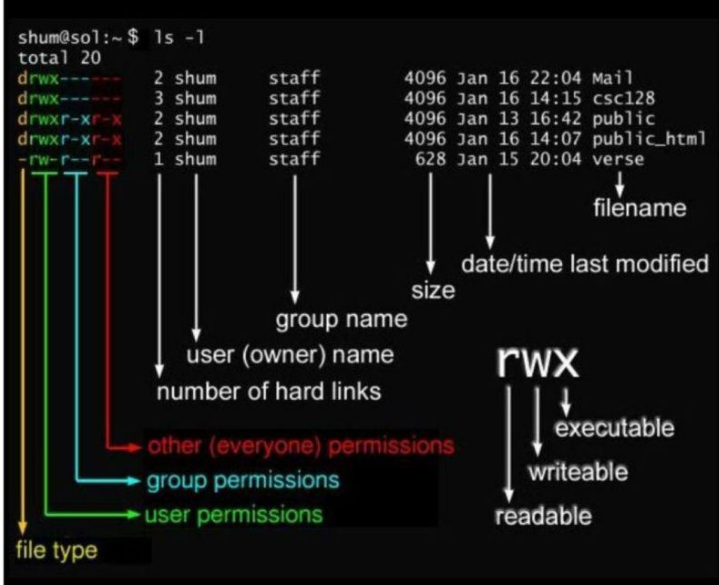 shum@sol:~$ ls -l
total 20
drwx------ 2 shum staff 4096 Jan 16 22:04 Mail
drwx------ 3 shum staff 4096 Jan 16 14:15 csc128
drwxr-xr-x 2 shum staff 4096 Jan 13 16:42 public
drwxr-xr-x 2 shum staff 4096 Jan 16 14:07 public_html
-rw-r--r-- 1 shum staff 628 Jan 15 20:04 verse
filename
date/time last modified
size
group name
user (owner) name
number of hard links
rwx
executable
writeable
readable
other (everyone) permissions
group permissions
user permissions
file type